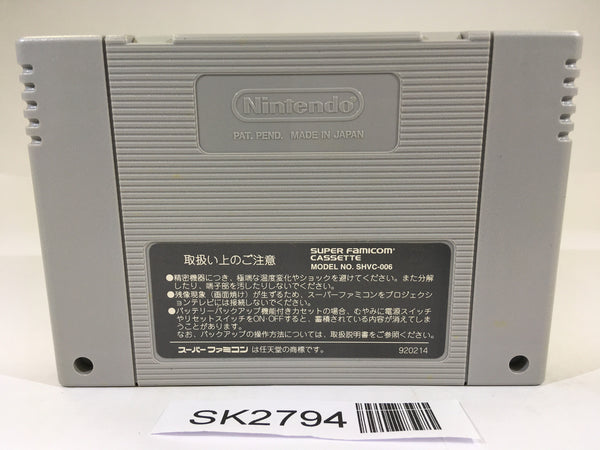 Nintendo
PAT. PEND. MADE IN JAPAN
取扱い上のご注意
SUPER FAMICOM
CASSETTE
MODEL NO. SHVC-006
●精密機器につき、極端な温度変化やショックを避けてください。また分解
したり、端子部を汚したりしないでください。
●残像現象（画面焼け）が生ずるため、スーパーファミコンをプロジェクシ
ョンテレビには接続しないでください。
●バッテリーバックアップ機能付きカセットの場合、むやみに電源スイッチ
やリセットスイッチをON・OFFすると、蓄積されている内容が消えてしま
うことがあります。
なお、バックアップの操作方法については、取扱説明書をご参照ください。
スーパーファミコンは任天堂の商標です。
920214
SK2794